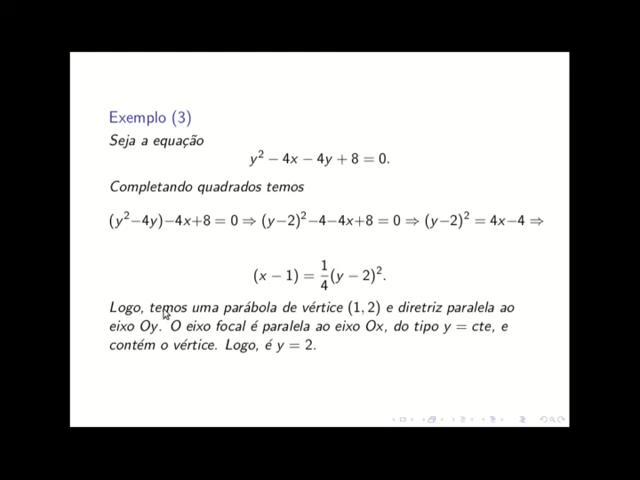 Exemplo (3)
Seja a equação
y² − 4x − 4y + 8 = 0.
Completando quadrados temos
(y²−4y)−4x+8 = 0 ⇒ (y−2)²−4−4x+8 = 0 ⇒ (y−2)² = 4x−4 ⇒
(x − 1) = 1/4 (y − 2)².
Logo, temos uma parábola de vértice (1, 2) e diretriz paralela ao
eixo Oy. O eixo focal é paralela ao eixo Ox, do tipo y = cte, e
contém o vértice. Logo, é y = 2.